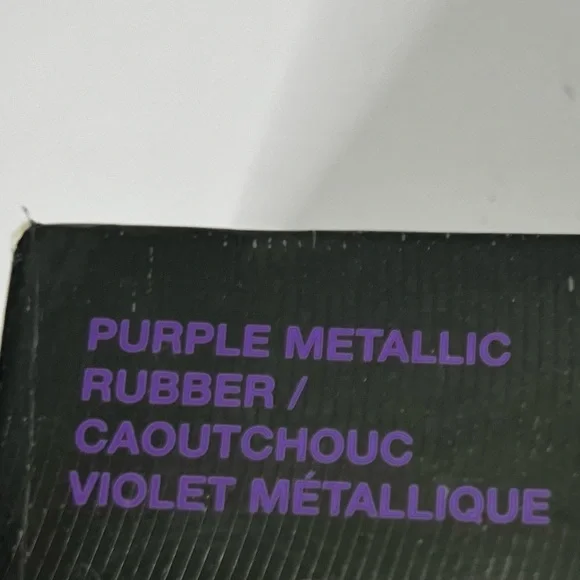 PURPLE METALLIC
RUBBER /
CAOUTCHOUC
VIOLET MÉTALLIQUE